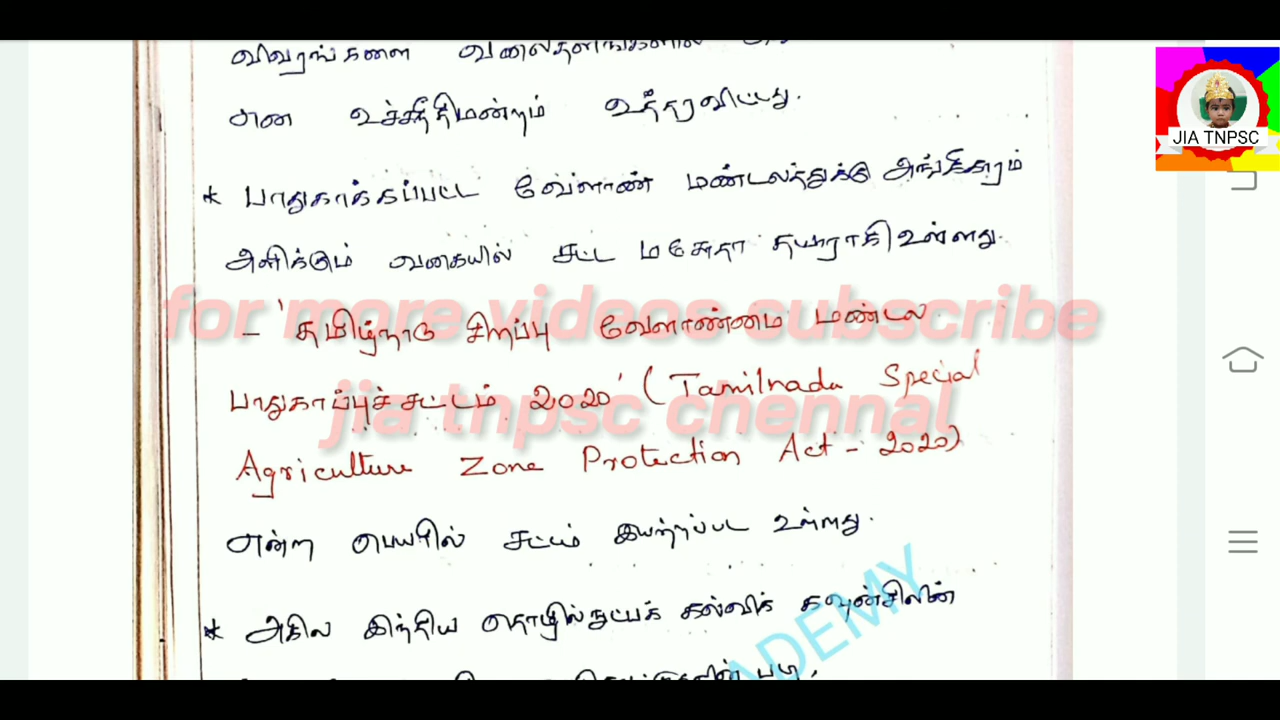 விவரங்களை வலைதளங்களில்
என உச்சநீதிமன்றம் உத்தரவிட்டது.
* பாதுகாக்கப்பட்ட வேளாண் மண்டலத்துக்கு அங்கீகாரம்
அளிக்கும் வகையில் சட்ட மசோதா தயாராகி உள்ளது.
- 'தமிழ்நாடு சிறப்பு வேளாண்மை மண்டல
பாதுகாப்புச் சட்டம் 2020' (Tamilnadu Special
Agriculture Zone Protection Act - 2020)
என்ற பெயரில் சட்டம் இயற்றப்பட உள்ளது.
* அகில இந்திய தொழில்நுட்பக் கல்விக் கவுன்சிலின்
படி,
for more videos subscribe
jia tnpsc chennai
JIA TNPSC
ADEMY